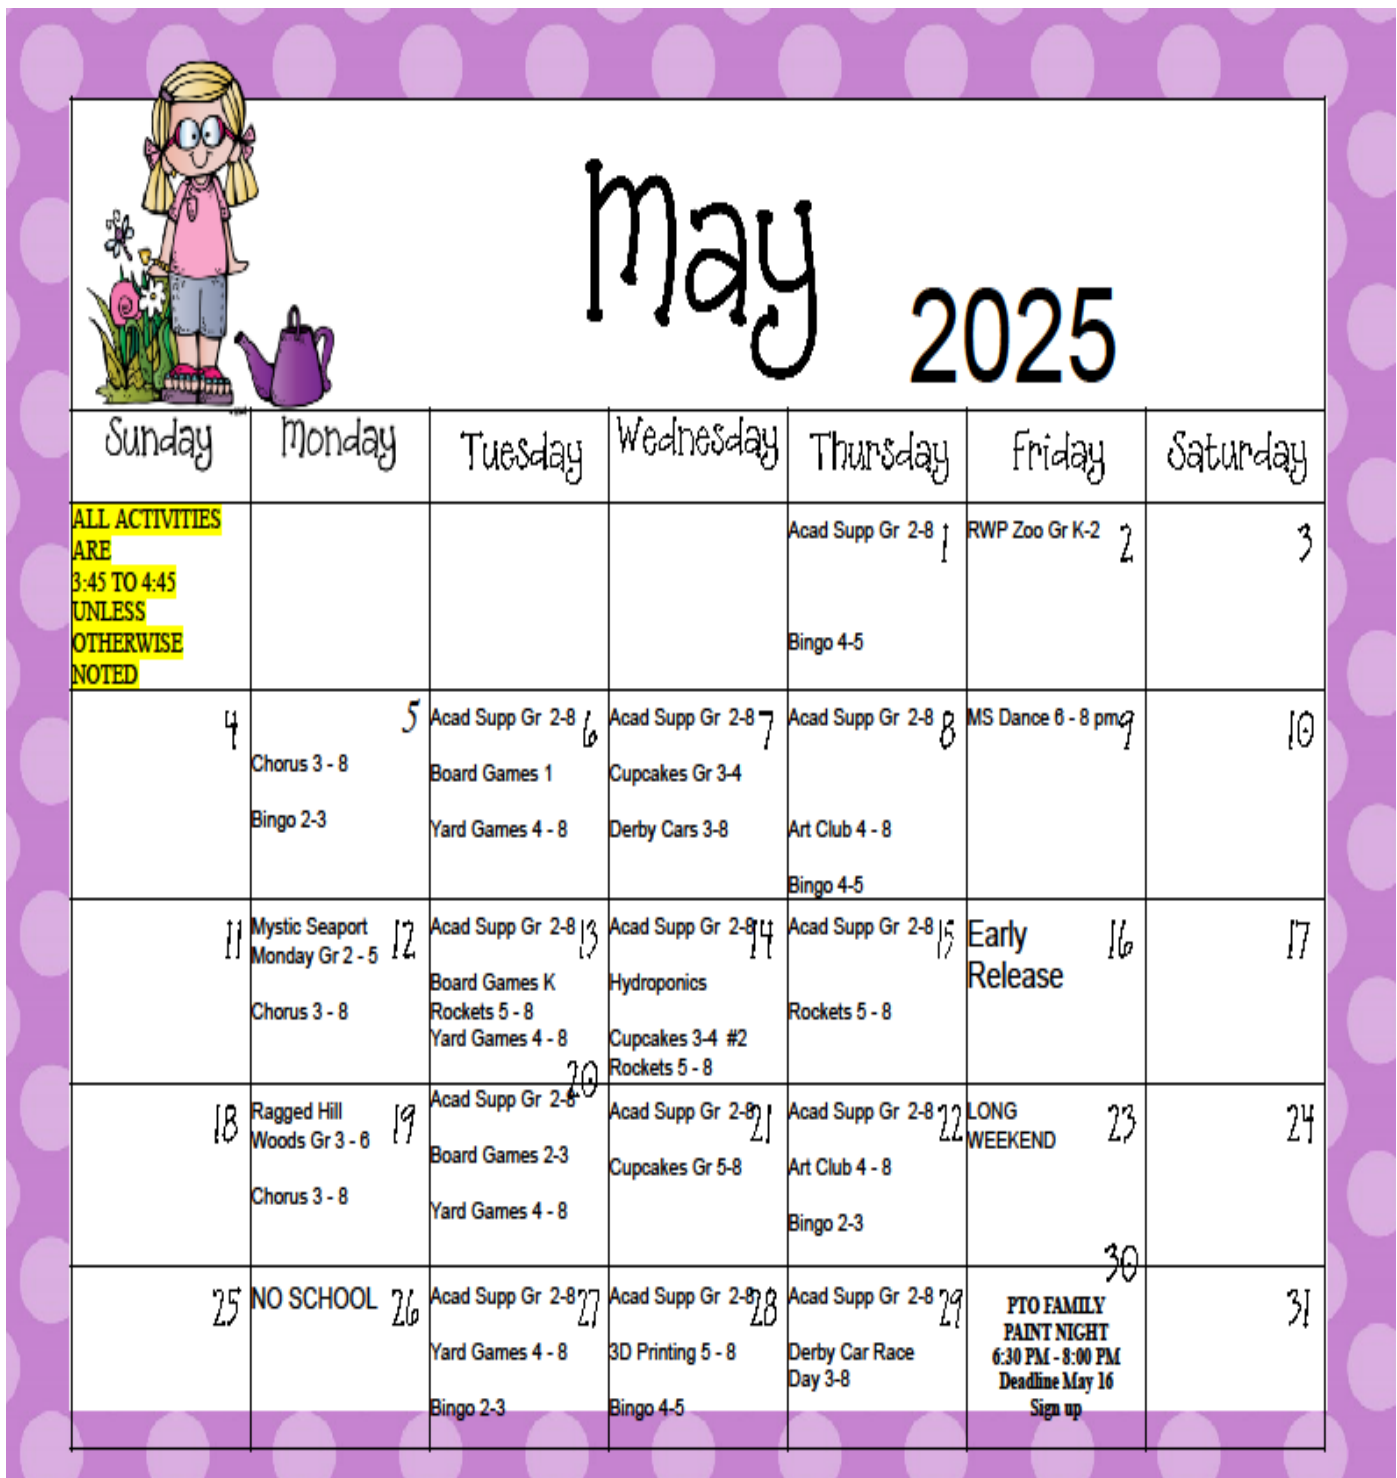 May
2025
Sunday Monday Tuesday Wednesday Thursday Friday Saturday
ALL ACTIVITIES
ARE
3:45 TO 4:45
UNLESS
OTHERWISE
NOTED
Acad Supp Gr 2-8 1
Bingo 4-5
RWP Zoo Gr K-2 2
3
4
5
Chorus 3 - 8
Bingo 2-3
Acad Supp Gr 2-8 6
Board Games 1
Yard Games 4 - 8
Acad Supp Gr 2-8 7
Cupcakes Gr 3-4
Derby Cars 3-8
Acad Supp Gr 2-8 8
Art Club 4 - 8
Bingo 4-5
MS Dance 6 - 8 pm 9
10
11
Mystic Seaport
Monday Gr 2 - 5 12
Chorus 3 - 8
Acad Supp Gr 2-8 13
Board Games K
Rockets 5 - 8
Yard Games 4 - 8
Acad Supp Gr 2-8 14
Hydroponics
Cupcakes 3-4 #2
Rockets 5 - 8
Acad Supp Gr 2-8 15
Rockets 5 - 8
Early 16
Release
17
18
Ragged Hill 19
Woods Gr 3 - 6
Chorus 3 - 8
20
Acad Supp Gr 2-8
Board Games 2-3
Yard Games 4 - 8
Acad Supp Gr 2-8 21
Cupcakes Gr 5-8
Acad Supp Gr 2-8 22
Art Club 4 - 8
Bingo 2-3
LONG 23
WEEKEND
24
25
NO SCHOOL 26
Acad Supp Gr 2-8 27
Yard Games 4 - 8
Bingo 2-3
Acad Supp Gr 2-8 28
3D Printing 5 - 8
Bingo 4-5
Acad Supp Gr 2-8 29
Derby Car Race
Day 3-8
30
PTO FAMILY
PAINT NIGHT
6:30 PM - 8:00 PM
Deadline May 16
Sign up
31